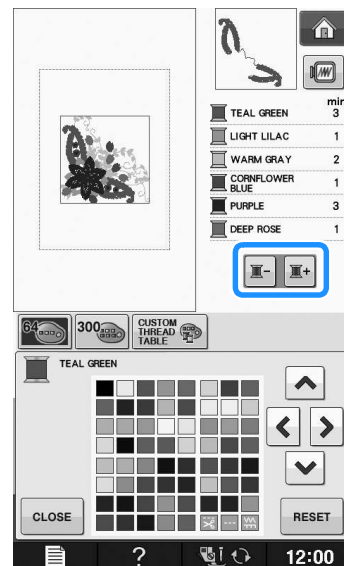 min
TEAL GREEN 3
LIGHT LILAC 1
WARM GRAY 2
CORNFLOWER
BLUE 1
PURPLE 3
DEEP ROSE 1
- +
64 300 CUSTOM
THREAD
TABLE
TEAL GREEN
CLOSE RESET
? 12:00